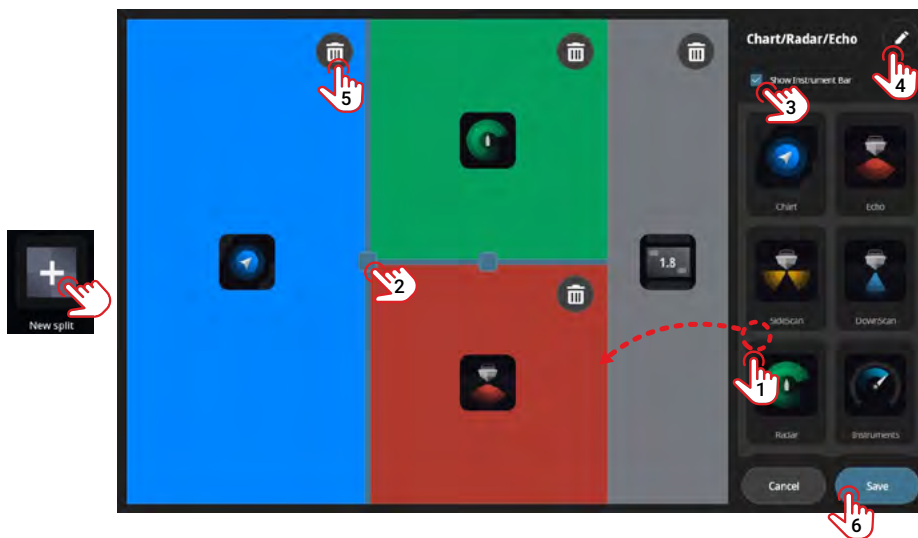 New split
5
2
1.8
Chart/Radar/Echo
4
Show Instrument Bar
3
Chart
Echo
SideScan
DownScan
1
Radar
Instruments
Cancel
Save
6